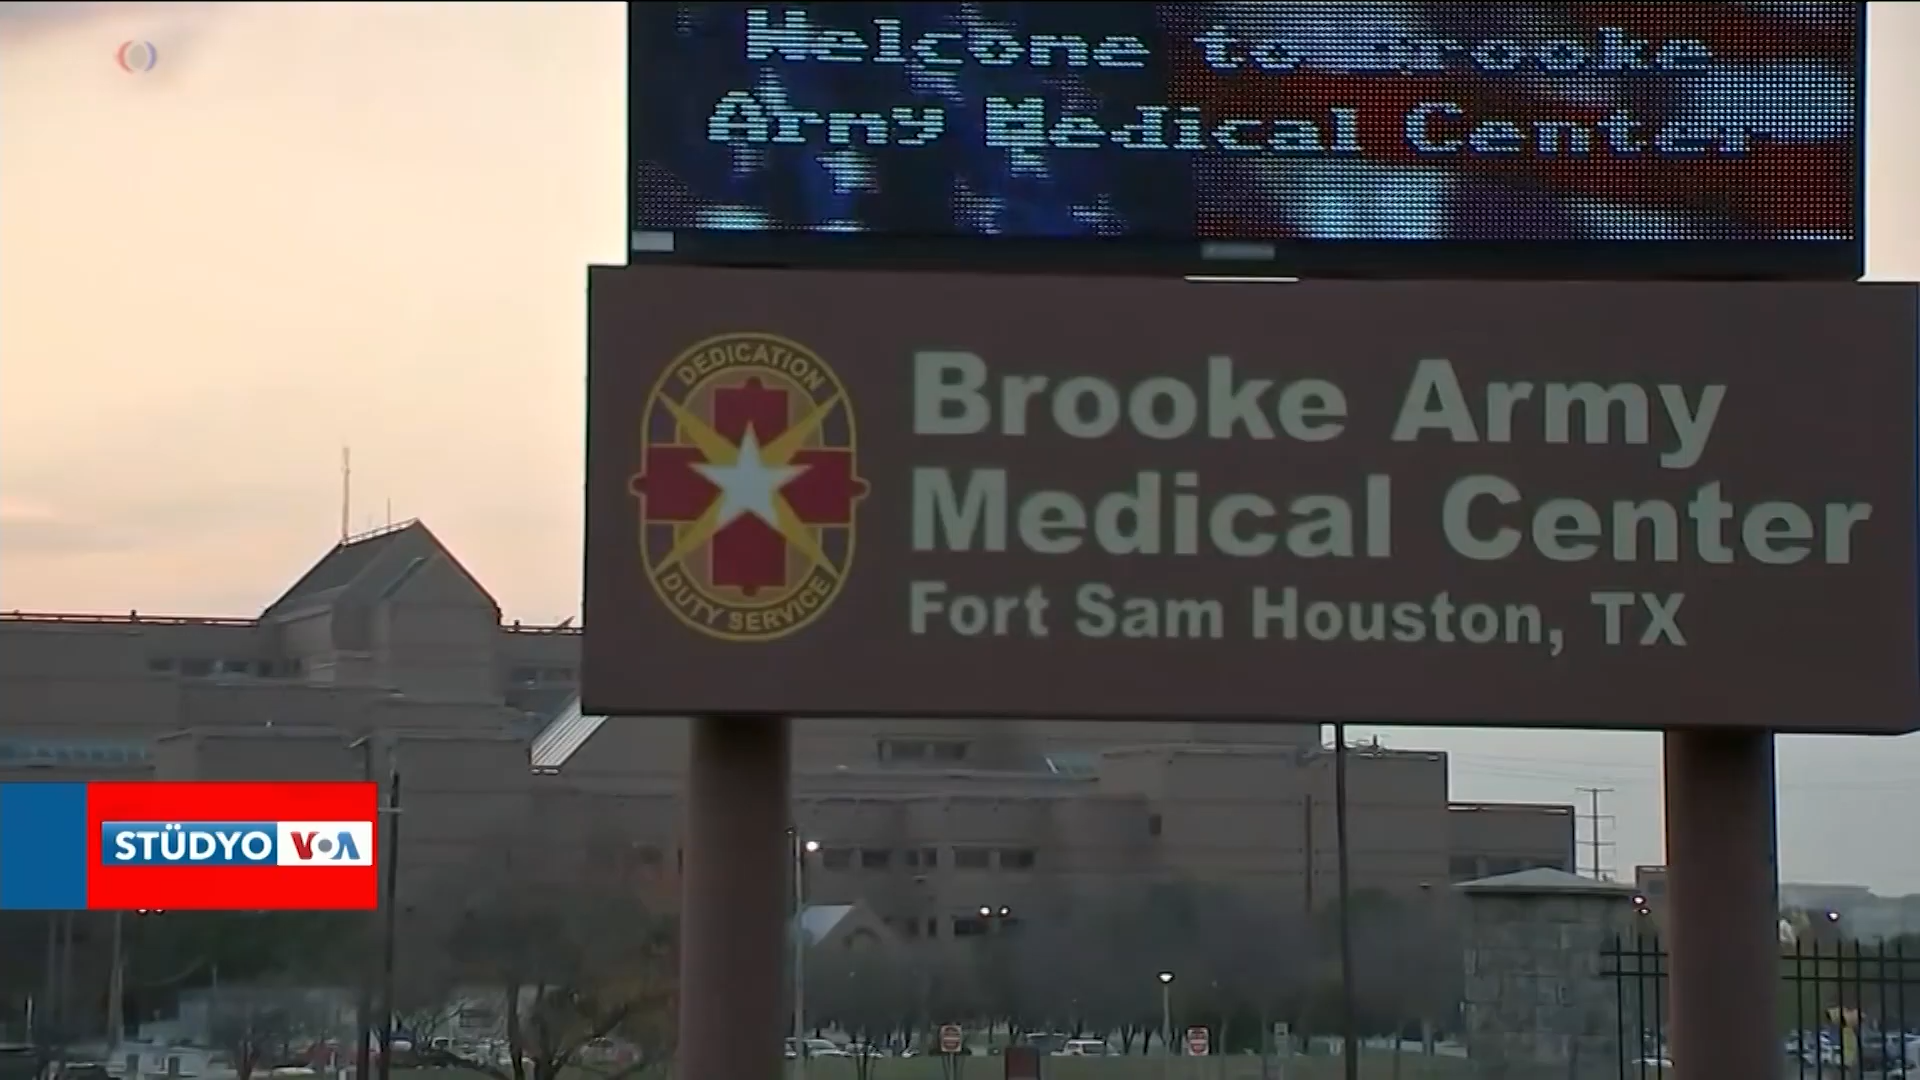 Welcome to Brooke
Army Medical Center
DEDICATION
DUTY SERVICE
Brooke Army
Medical Center
Fort Sam Houston, TX
STÜDYO VOA